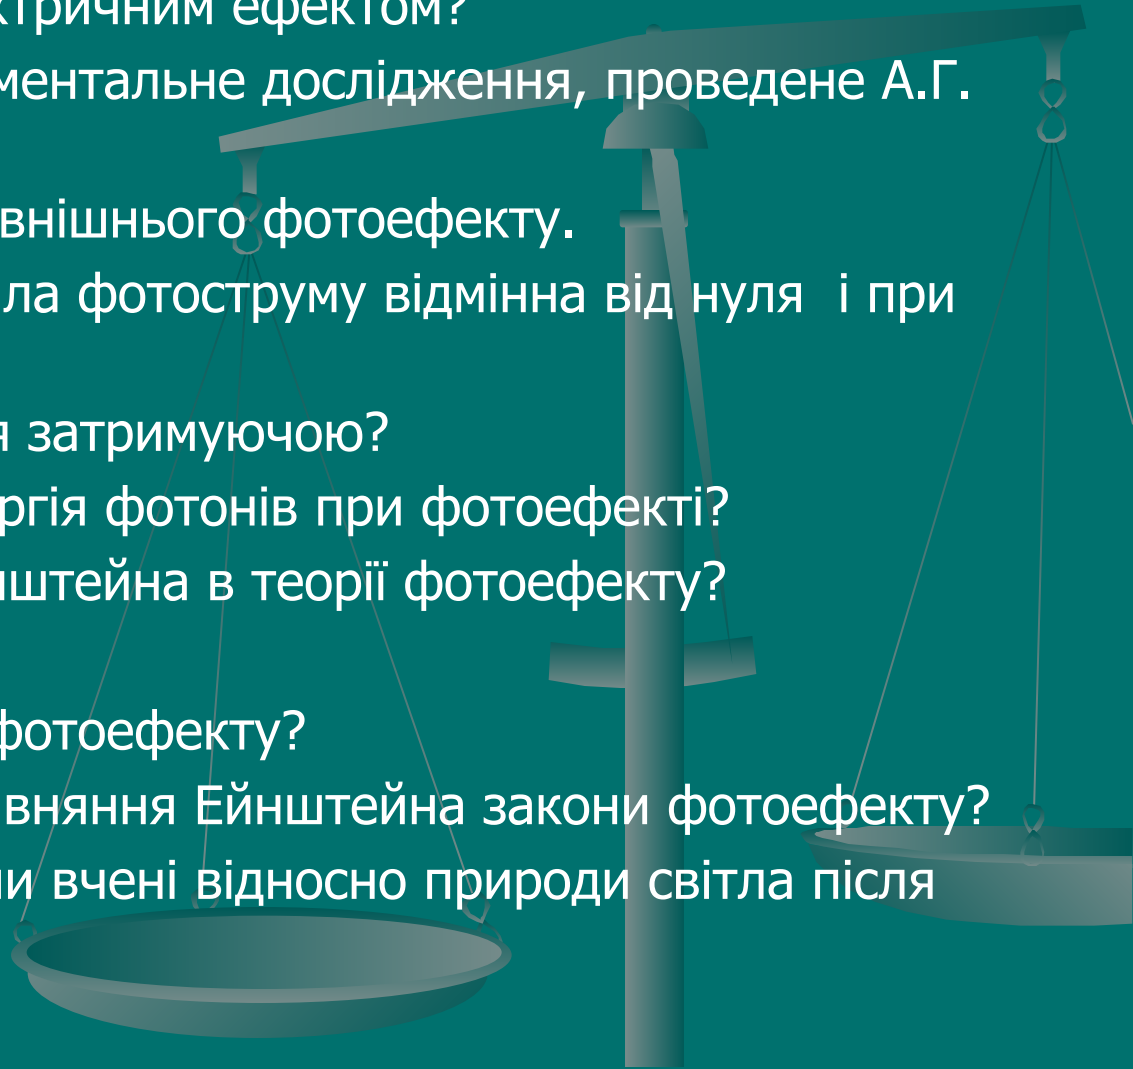 ктричним ефектом?
ментальне дослідження, проведене А.Г.
внішнього фотоефекту.
ла фотоструму відмінна від нуля і при
я затримуючою?
ргія фотонів при фотоефекті?
нштейна в теорії фотоефекту?
фотоефекту?
вняння Ейнштейна закони фотоефекту?
ли вчені відносно природи світла після